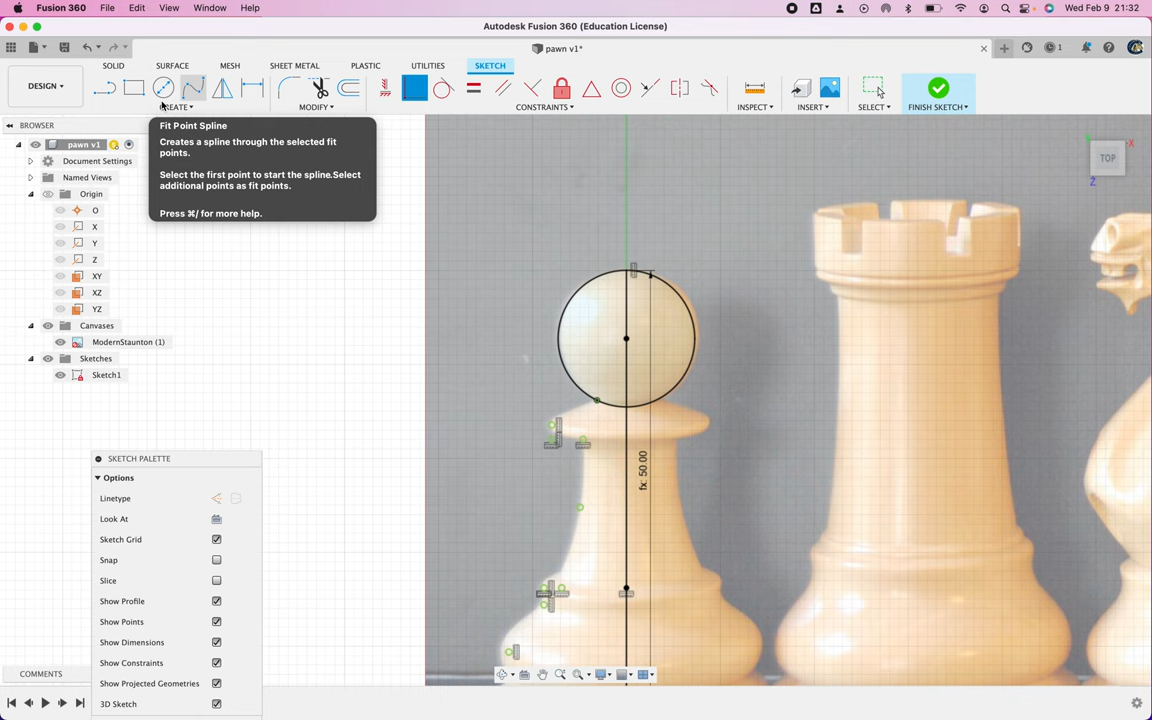 Fusion 360 File Edit View Window Help Wed Feb 9 21:32
Autodesk Fusion 360 (Education License)
pawn v1* 1
DESIGN SOLID SURFACE MESH SHEET METAL PLASTIC UTILITIES SKETCH
CREATE MODIFY CONSTRAINTS INSPECT INSERT SELECT FINISH SKETCH
BROWSER
pawn v1
Document Settings
Named Views
Origin
O
X
Y
Z
XY
XZ
YZ
Canvases
ModernStaunton (1)
Sketches
Sketch1
Fit Point Spline
Creates a spline through the selected fit
points.
Select the first point to start the spline.Select
additional points as fit points.
Press ⌘/ for more help.
TOP
X
Z
fx: 50.00
SKETCH PALETTE
Options
Linetype
Look At
Sketch Grid
Snap
Slice
Show Profile
Show Points
Show Dimensions
Show Constraints
Show Projected Geometries
3D Sketch
COMMENTS